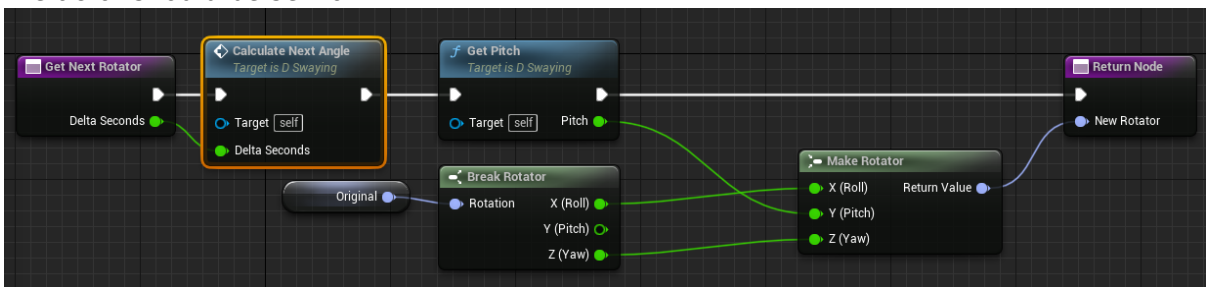 Get Next Rotator
Delta Seconds
Calculate Next Angle
Target is D Swaying
Target self
Delta Seconds
f Get Pitch
Target is D Swaying
Target self Pitch
Original
Break Rotator
Rotation X (Roll)
Y (Pitch)
Z (Yaw)
Make Rotator
X (Roll) Return Value
Y (Pitch)
Z (Yaw)
Return Node
New Rotator